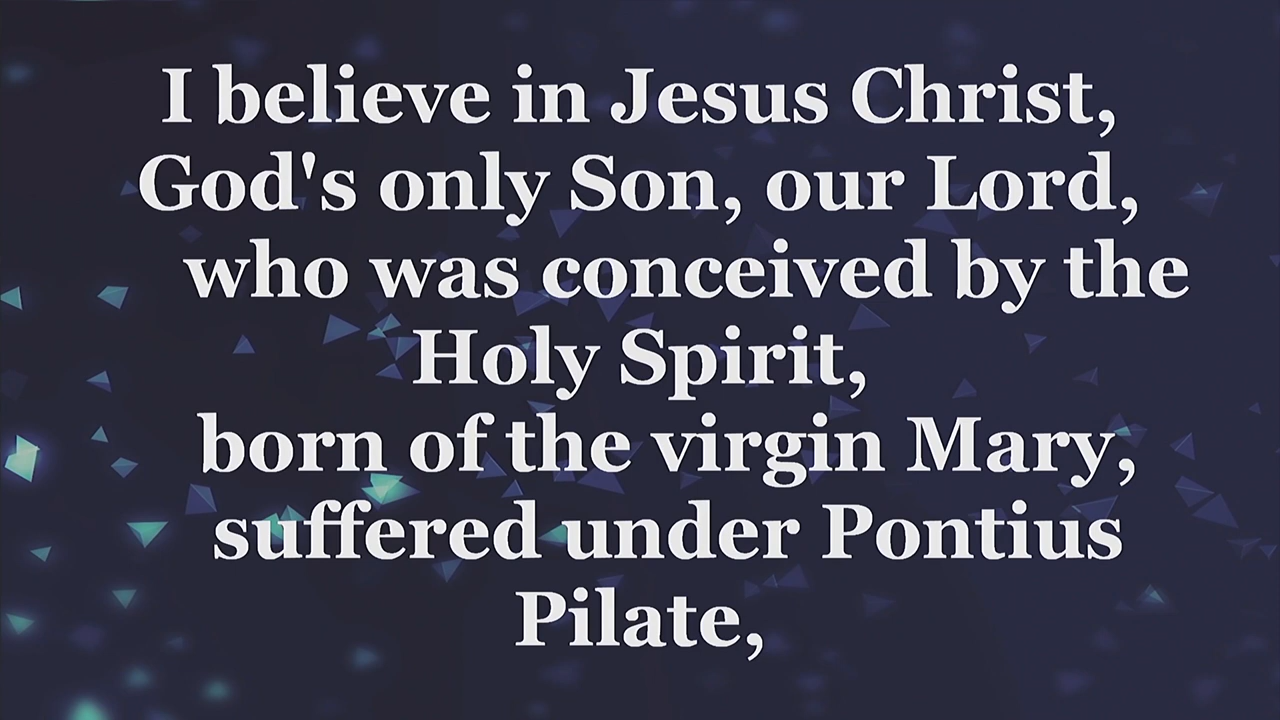 I believe in Jesus Christ,
God's only Son, our Lord,
who was conceived by the
Holy Spirit,
born of the virgin Mary,
suffered under Pontius
Pilate,